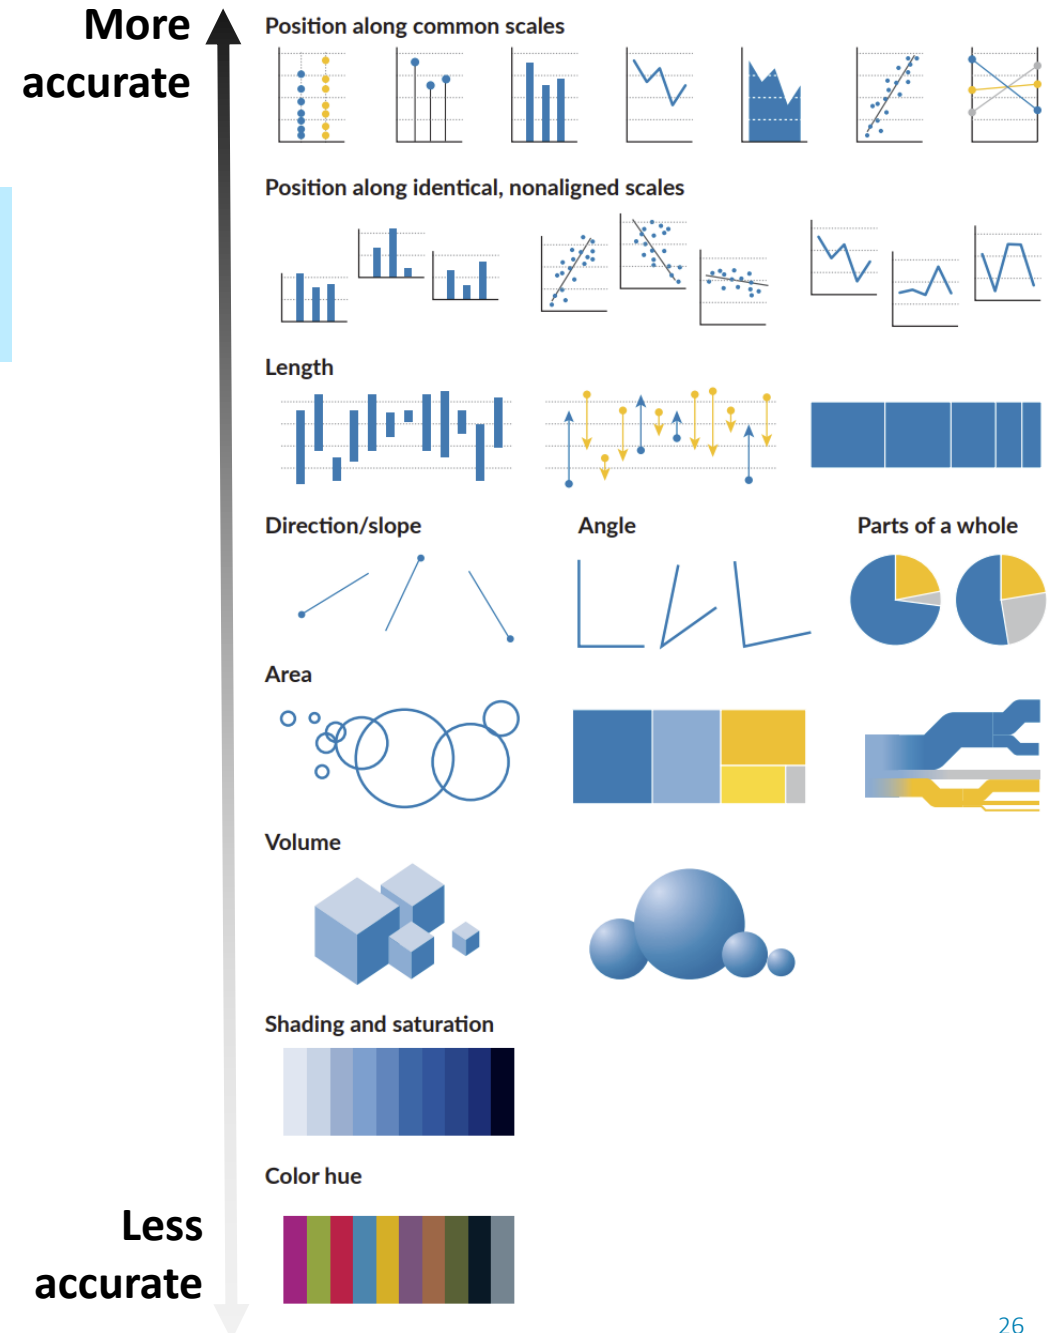 More
accurate
Position along common scales
Position along identical, nonaligned scales
Length
Direction/slope
Angle
Parts of a whole
Area
Volume
Shading and saturation
Color hue
Less
accurate
26